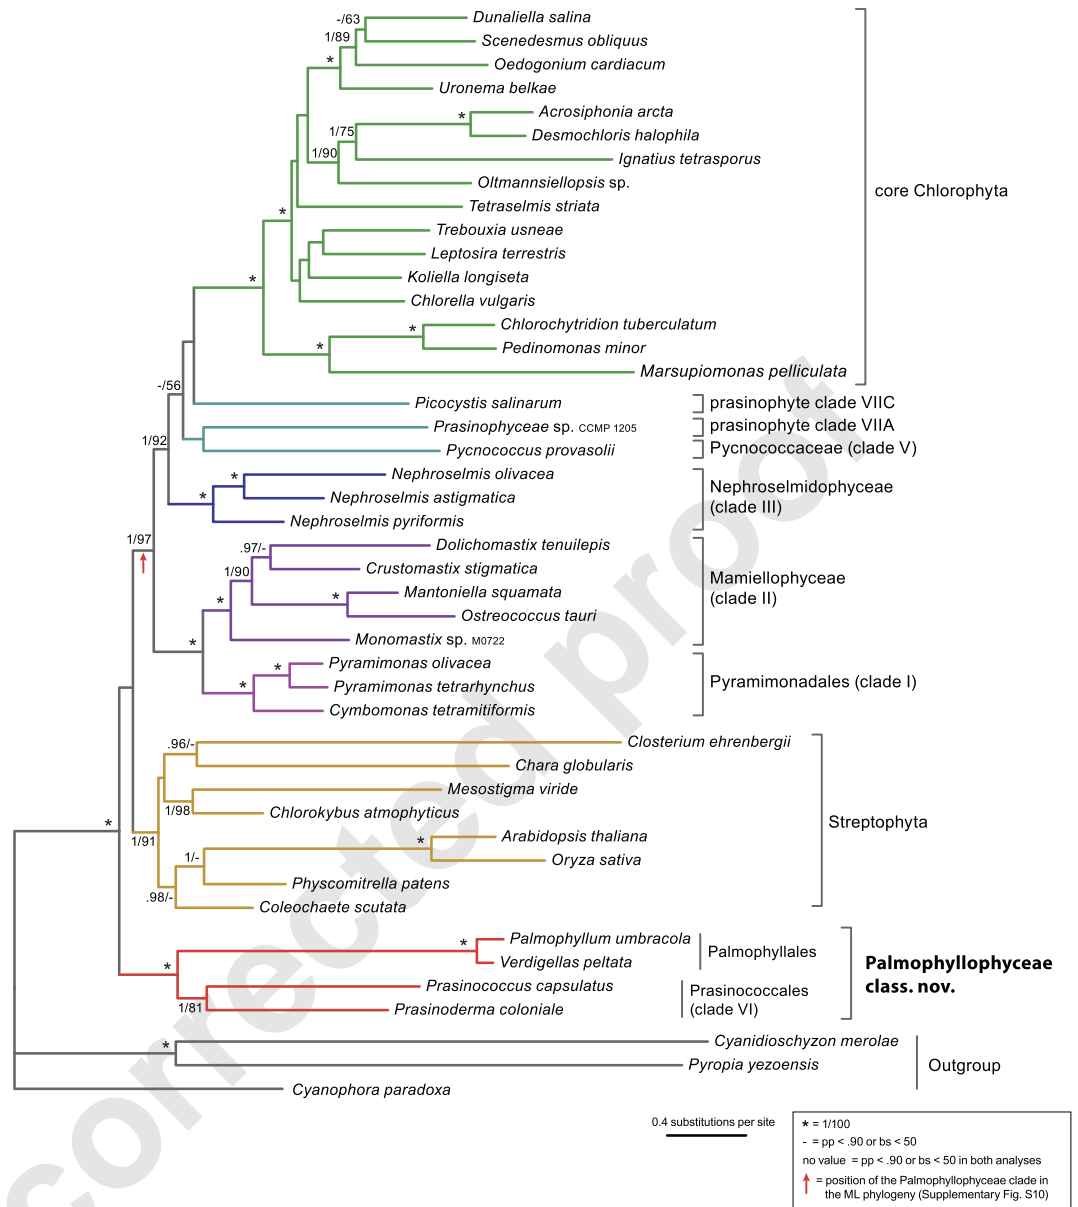 -/63
Dunaliella salina
1/89
Scenedesmus obliquus
*
Oedogonium cardiacum
Uronema belkae
*
Acrosiphonia arcta
1/75
Desmochloris halophila
1/90
Ignatius tetrasporus
Oltmannsiellopsis sp.
core Chlorophyta
*
Tetraselmis striata
Trebouxia usneae
Leptosira terrestris
*
Koliella longiseta
Chlorella vulgaris
*
Chlorochytridion tuberculatum
*
Pedinomonas minor
Marsupiomonas pelliculata
-/56
Picocystis salinarum
prasinophyte clade VIIC
Prasinophyceae sp. CCMP 1205
prasinophyte clade VIIA
1/92
Pycnococcus provasolii
Pycnococcaceae (clade V)
*
Nephroselmis olivacea
*
Nephroselmis astigmatica
Nephroselmidophyceae
(clade III)
Nephroselmis pyriformis
1/97
.97/-
Dolichomastix tenuilepis
1/90
Crustomastix stigmatica
Mamiellophyceae
(clade II)
*
*
Mantoniella squamata
Ostreococcus tauri
*
Monomastix sp. M0722
*
Pyramimonas olivacea
*
Pyramimonas tetrarhynchus
Pyramimonadales (clade I)
Cymbomonas tetramitiformis
.96/-
Closterium ehrenbergii
Chara globularis
Mesostigma viride
1/98
Chlorokybus atmophyticus
*
1/91
*
Arabidopsis thaliana
Streptophyta
1/-
Oryza sativa
Physcomitrella patens
.98/-
Coleochaete scutata
*
Palmophyllum umbracola
Palmophyllales
*
Verdigellas peltata
Palmophyllophyceae
class. nov.
Prasinococcus capsulatus
Prasinococcales
(clade VI)
1/81
Prasinoderma coloniale
*
Cyanidioschyzon merolae
Pyropia yezoensis
Outgroup
Cyanophora paradoxa
0.4 substitutions per site
* = 1/100
- = pp < .90 or bs < 50
no value = pp < .90 or bs < 50 in both analyses
= position of the Palmophyllophyceae clade in
the ML phylogeny (Supplementary Fig. S10)
corrected proof